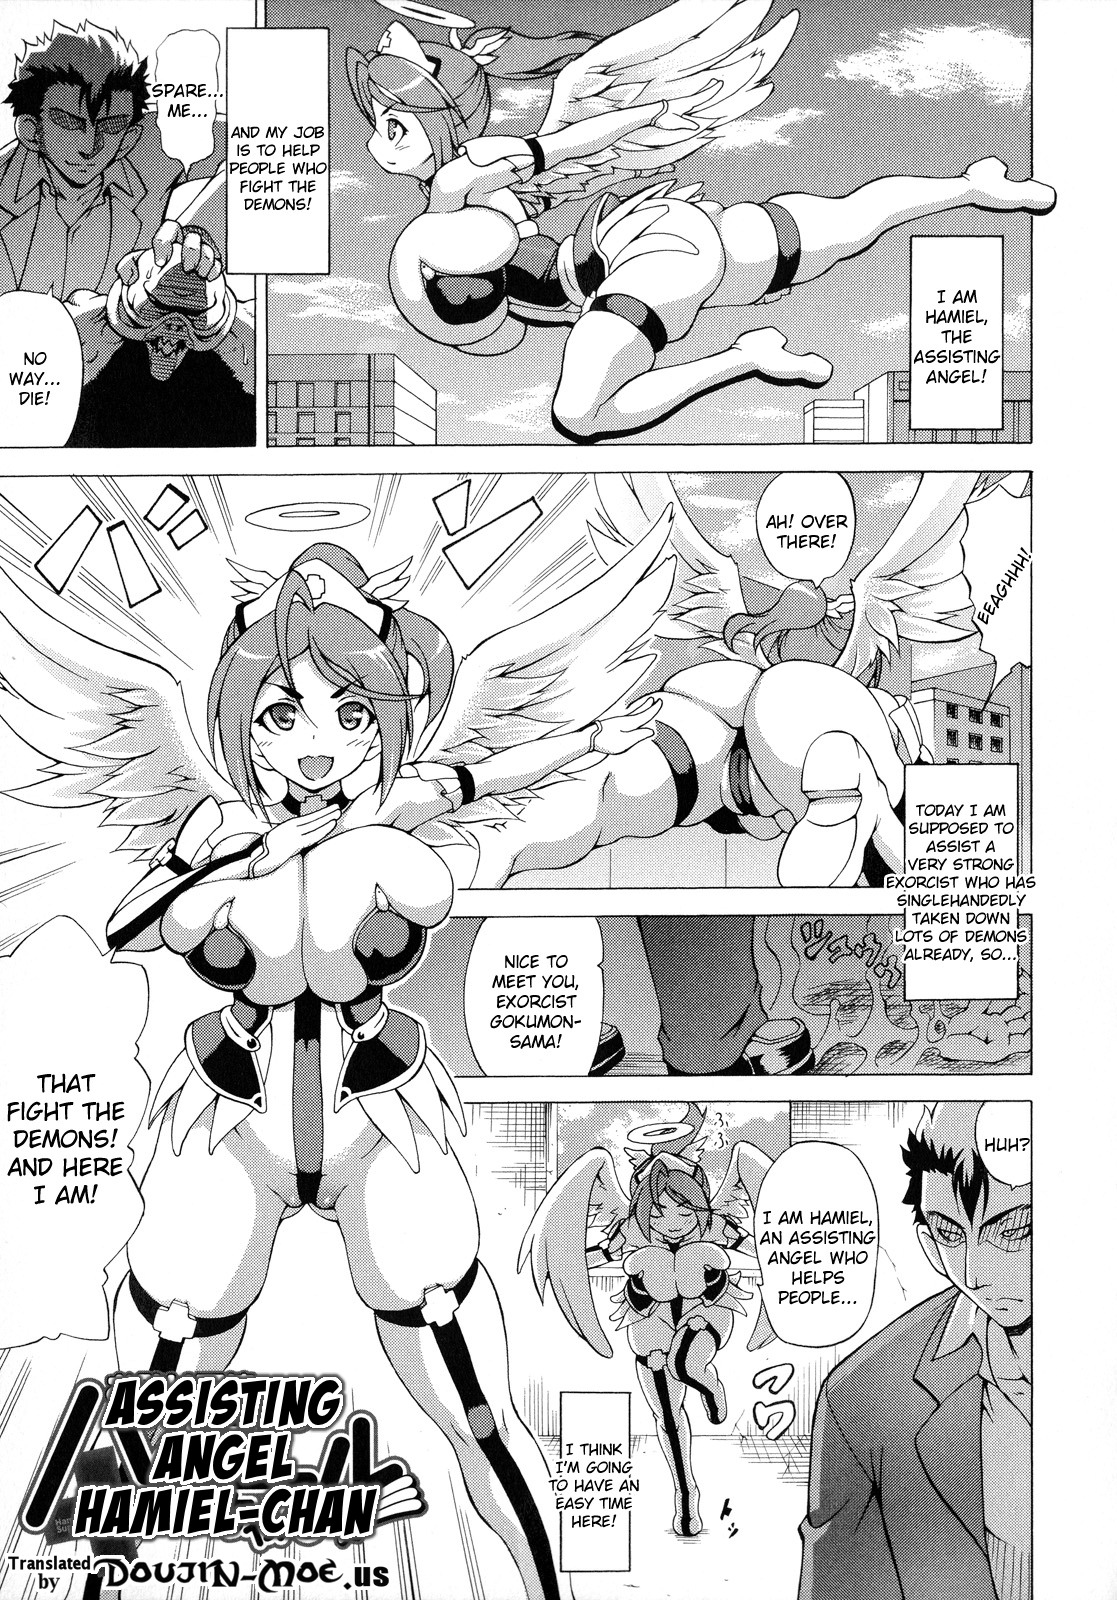 I AM
HAMIEL,
THE
ASSISTING
ANGEL!
AND MY JOB
IS TO HELP
PEOPLE WHO
FIGHT THE
DEMONS!
SPARE...
ME...
NO
WAY...
DIE!
EEAGHHH!
AH! OVER
THERE!
TODAY I AM
SUPPOSED TO
ASSIST A
VERY STRONG
EXORCIST WHO HAS
SINGLEHANDEDLY
TAKEN DOWN
LOTS OF DEMONS
ALREADY, SO...
NICE TO
MEET YOU,
EXORCIST
GOKUMON-
SAMA!
HUH?
I AM HAMIEL,
AN ASSISTING
ANGEL WHO
HELPS
PEOPLE...
フワ
トッ
I THINK
I'M GOING
TO HAVE AN
EASY TIME
HERE!
THAT
FIGHT THE
DEMONS!
AND HERE
I AM!
ASSISTING
ANGEL
HAMIEL-CHAN
Translated
by
DOUJIN-MOE.us